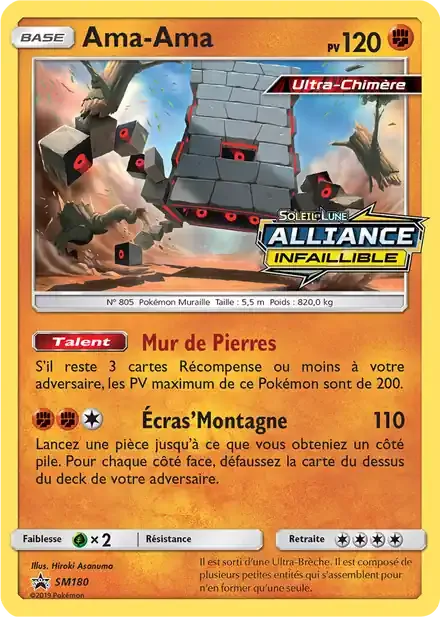 BASE Ama-Ama PV 120
Ultra-Chimère
SOLEIL ET LUNE
ALLIANCE
INFAILLIBLE
N° 805 Pokémon Muraille Taille : 5,5 m Poids : 820,0 kg
Talent Mur de Pierres
S'il reste 3 cartes Récompense ou moins à votre
adversaire, les PV maximum de ce Pokémon sont de 200.
Écras'Montagne 110
Lancez une pièce jusqu'à ce que vous obteniez un côté
pile. Pour chaque côté face, défaussez la carte du dessus
du deck de votre adversaire.
Faiblesse × 2 Résistance Retraite
Illus. Hiroki Asanuma
SM180
©2019 Pokémon
Il est sorti d'une Ultra-Brèche. Il est composé de
plusieurs petites entités qui s'assemblent pour
n'en former qu'une seule.